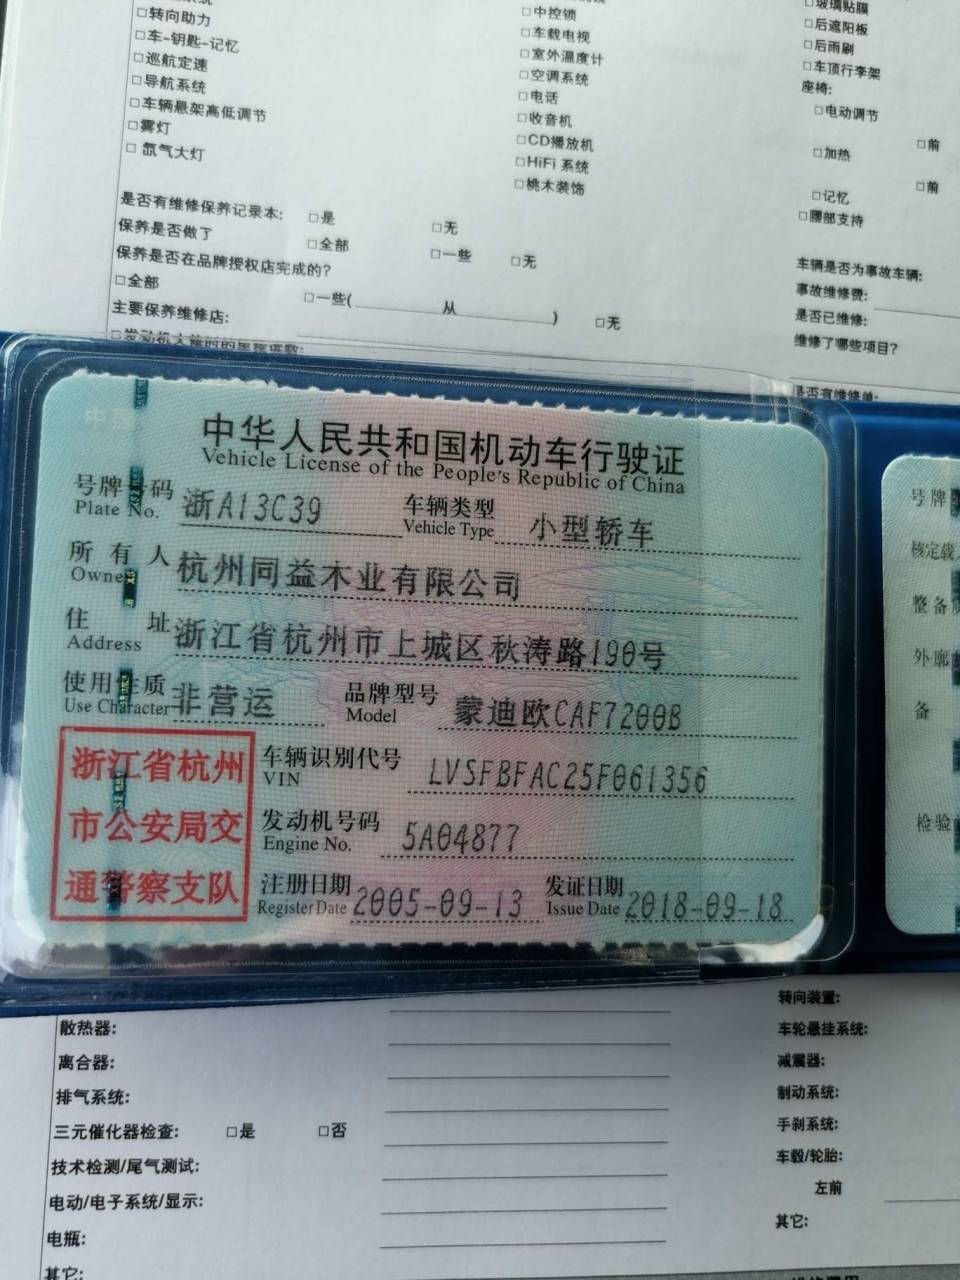 □转向助力
□车-钥匙-记忆
□巡航定速
□导航系统
□车辆悬架高低调节
□雾灯
□ 氙气大灯
□中控锁
□车载电视
□室外温度计
□空调系统
□电话
□收音机
□CD播放机
□HiFi 系统
□桃木装饰
□玻璃贴膜
□后遮阳板
□后雨刷
□车顶行李架
座椅:
□电动调节 □前
□加热 □前
□记忆
□腰部支持
是否有维修保养记录本: □是 □无
保养是否做了 □全部 □一些 □无
保养是否在品牌授权店完成的?
□全部 □一些( 从 ) □无
主要保养维修店:
车辆是否为事故车辆:
事故维修费:
是否已维修:
维修了哪些项目?
是否有维修单:
中华人民共和国机动车行驶证
Vehicle License of the People's Republic of China
号牌号码 浙A13C39 车辆类型 小型轿车
Plate No. Vehicle Type
所有人 杭州同益木业有限公司
Owner
住址 浙江省杭州市上城区秋涛路190号
Address
使用性质 非营运 品牌型号 蒙迪欧CAF7200B
Use Character Model
浙江省杭州
市公安局交
通警察支队
车辆识别代号 LVSFBFAC25F061356
VIN
发动机号码 5A04877
Engine No.
注册日期 2005-09-13 发证日期 2018-09-18
Register Date Issue Date
号牌
核定载
整备
外廓
备
检验
散热器:
离合器:
排气系统:
三元催化器检查: □是 □否
技术检测/尾气测试:
电动/电子系统/显示:
电瓶:
其它:
转向装置:
车轮悬挂系统:
减震器:
制动系统:
手刹系统:
车毂/轮胎:
左前
其它: